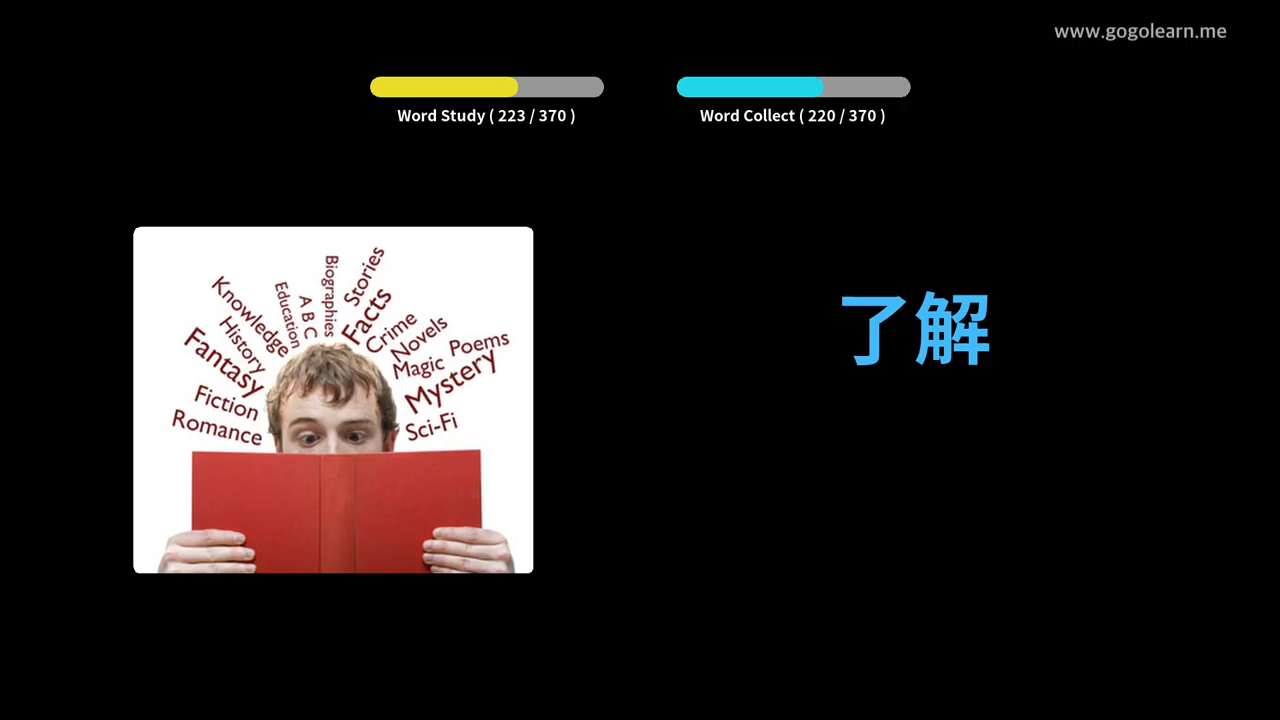 www.gogolearn.me
Word Study ( 223 / 370 )
Word Collect ( 220 / 370 )
了解
Knowledge
History
Fantasy
Fiction
Romance
Education
A B C
Biographies
Stories
Facts
Crime
Novels
Magic
Poems
Mystery
Sci-Fi